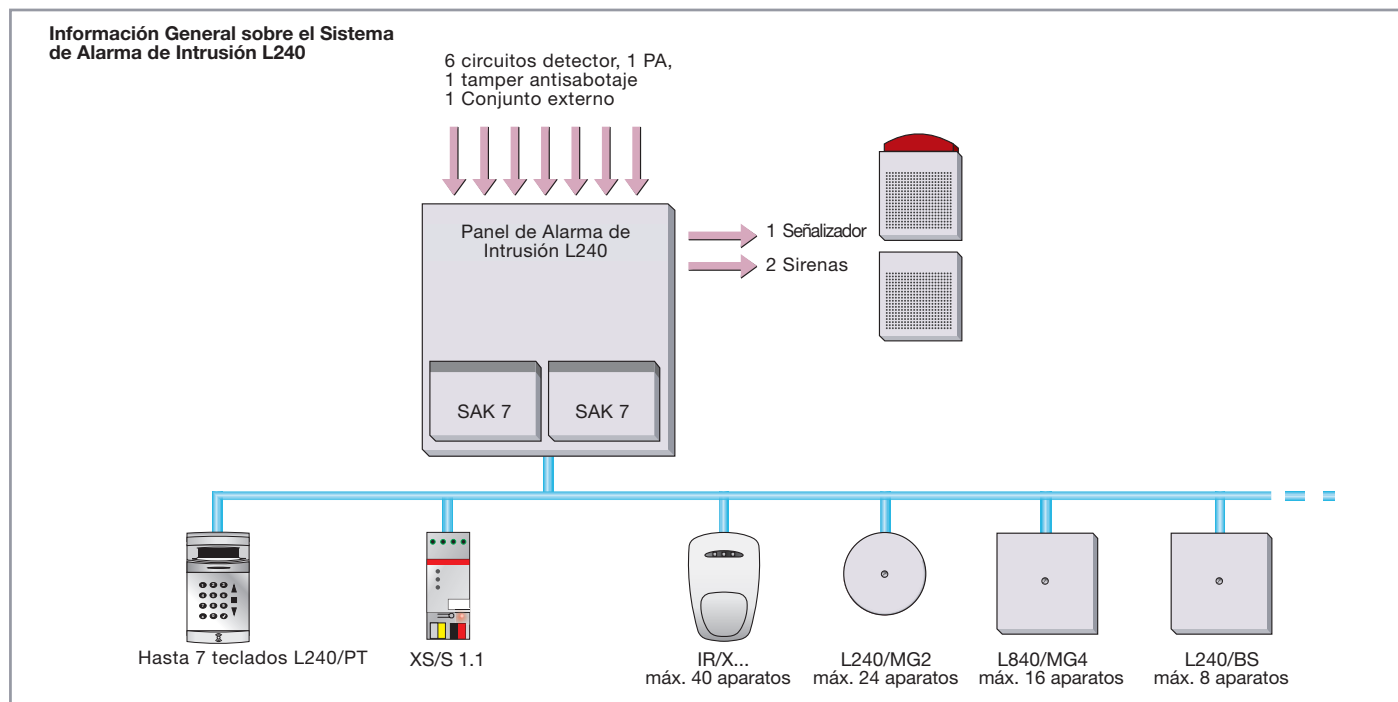 Información General sobre el Sistema
de Alarma de Intrusión L240
6 circuitos detector, 1 PA,
1 tamper antisabotaje
1 Conjunto externo
Panel de Alarma de
Intrusión L240
1 Señalizador
2 Sirenas
SAK 7
SAK 7
Hasta 7 teclados L240/PT
XS/S 1.1
IR/X...
máx. 40 aparatos
L240/MG2
máx. 24 aparatos
L840/MG4
máx. 16 aparatos
L240/BS
máx. 8 aparatos